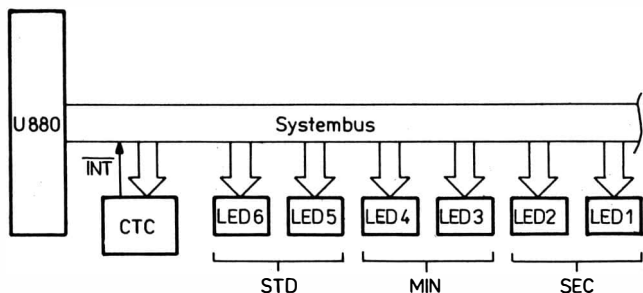 U880
Systembus
INT
CTC
LED6
LED5
LED4
LED3
LED2
LED1
STD
MIN
SEC